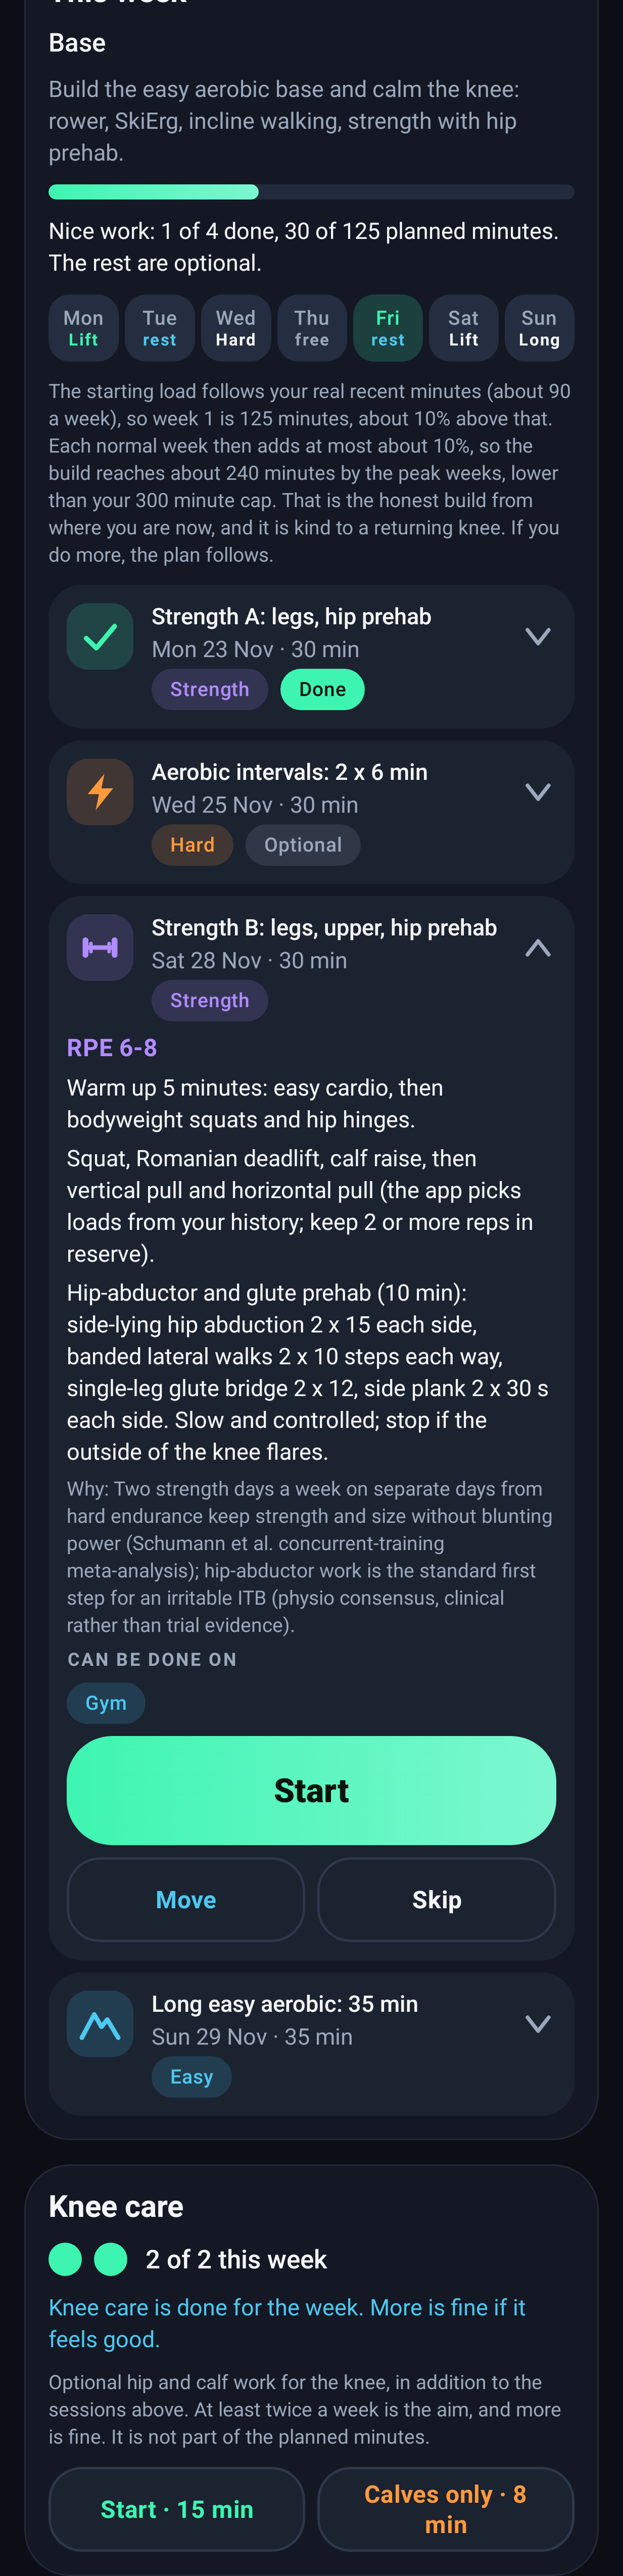 This week
Base
Build the easy aerobic base and calm the knee:
rower, SkiErg, incline walking, strength with hip
prehab.
Nice work: 1 of 4 done, 30 of 125 planned minutes.
The rest are optional.
Mon Tue Wed Thu Fri Sat Sun
Lift rest Hard free rest Lift Long
The starting load follows your real recent minutes (about 90
a week), so week 1 is 125 minutes, about 10% above that.
Each normal week then adds at most about 10%, so the
build reaches about 240 minutes by the peak weeks, lower
than your 300 minute cap. That is the honest build from
where you are now, and it is kind to a returning knee. If you
do more, the plan follows.
Strength A: legs, hip prehab
Mon 23 Nov · 30 min
Strength Done
Aerobic intervals: 2 x 6 min
Wed 25 Nov · 30 min
Hard Optional
Strength B: legs, upper, hip prehab
Sat 28 Nov · 30 min
Strength
RPE 6-8
Warm up 5 minutes: easy cardio, then
bodyweight squats and hip hinges.
Squat, Romanian deadlift, calf raise, then
vertical pull and horizontal pull (the app picks
loads from your history; keep 2 or more reps in
reserve).
Hip-abductor and glute prehab (10 min):
side-lying hip abduction 2 x 15 each side,
banded lateral walks 2 x 10 steps each way,
single-leg glute bridge 2 x 12, side plank 2 x 30 s
each side. Slow and controlled; stop if the
outside of the knee flares.
Why: Two strength days a week on separate days from
hard endurance keep strength and size without blunting
power (Schumann et al. concurrent-training
meta-analysis); hip-abductor work is the standard first
step for an irritable ITB (physio consensus, clinical
rather than trial evidence).
CAN BE DONE ON
Gym
Start
Move Skip
Long easy aerobic: 35 min
Sun 29 Nov · 35 min
Easy
Knee care
2 of 2 this week
Knee care is done for the week. More is fine if it
feels good.
Optional hip and calf work for the knee, in addition to the
sessions above. At least twice a week is the aim, and more
is fine. It is not part of the planned minutes.
Start · 15 min
Calves only · 8
min